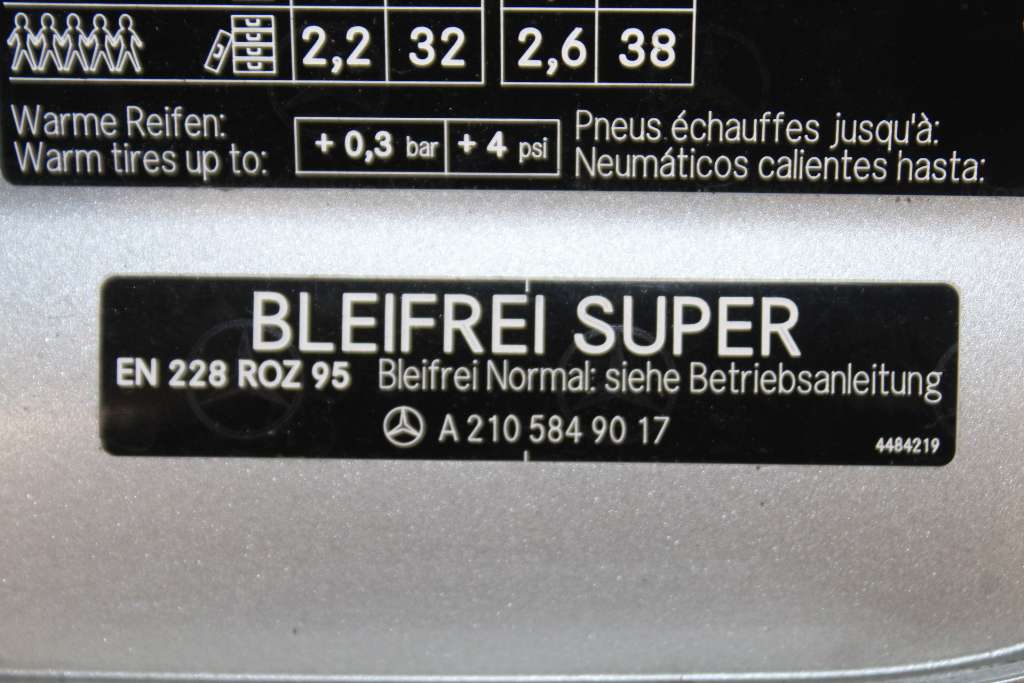 2,2 32 2,6 38
Warme Reifen:
Warm tires up to:
+ 0,3 bar + 4 psi
Pneus échauffes jusqu'à:
Neumáticos calientes hasta:
BLEIFREI SUPER
EN 228 ROZ 95 Bleifrei Normal: siehe Betriebsanleitung
A 210 584 90 17
4484219